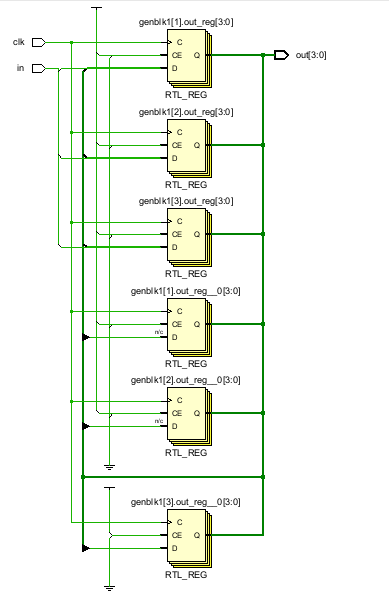 genblk1[1].out_reg[3:0]
clk
C
in
CE
Q
out[3:0]
D
RTL_REG
genblk1[2].out_reg[3:0]
C
CE
Q
D
RTL_REG
genblk1[3].out_reg[3:0]
C
CE
Q
D
RTL_REG
genblk1[1].out_reg__0[3:0]
C
CE
Q
n/c
D
RTL_REG
genblk1[2].out_reg__0[3:0]
C
CE
Q
n/c
D
RTL_REG
genblk1[3].out_reg__0[3:0]
C
CE
Q
D
RTL_REG